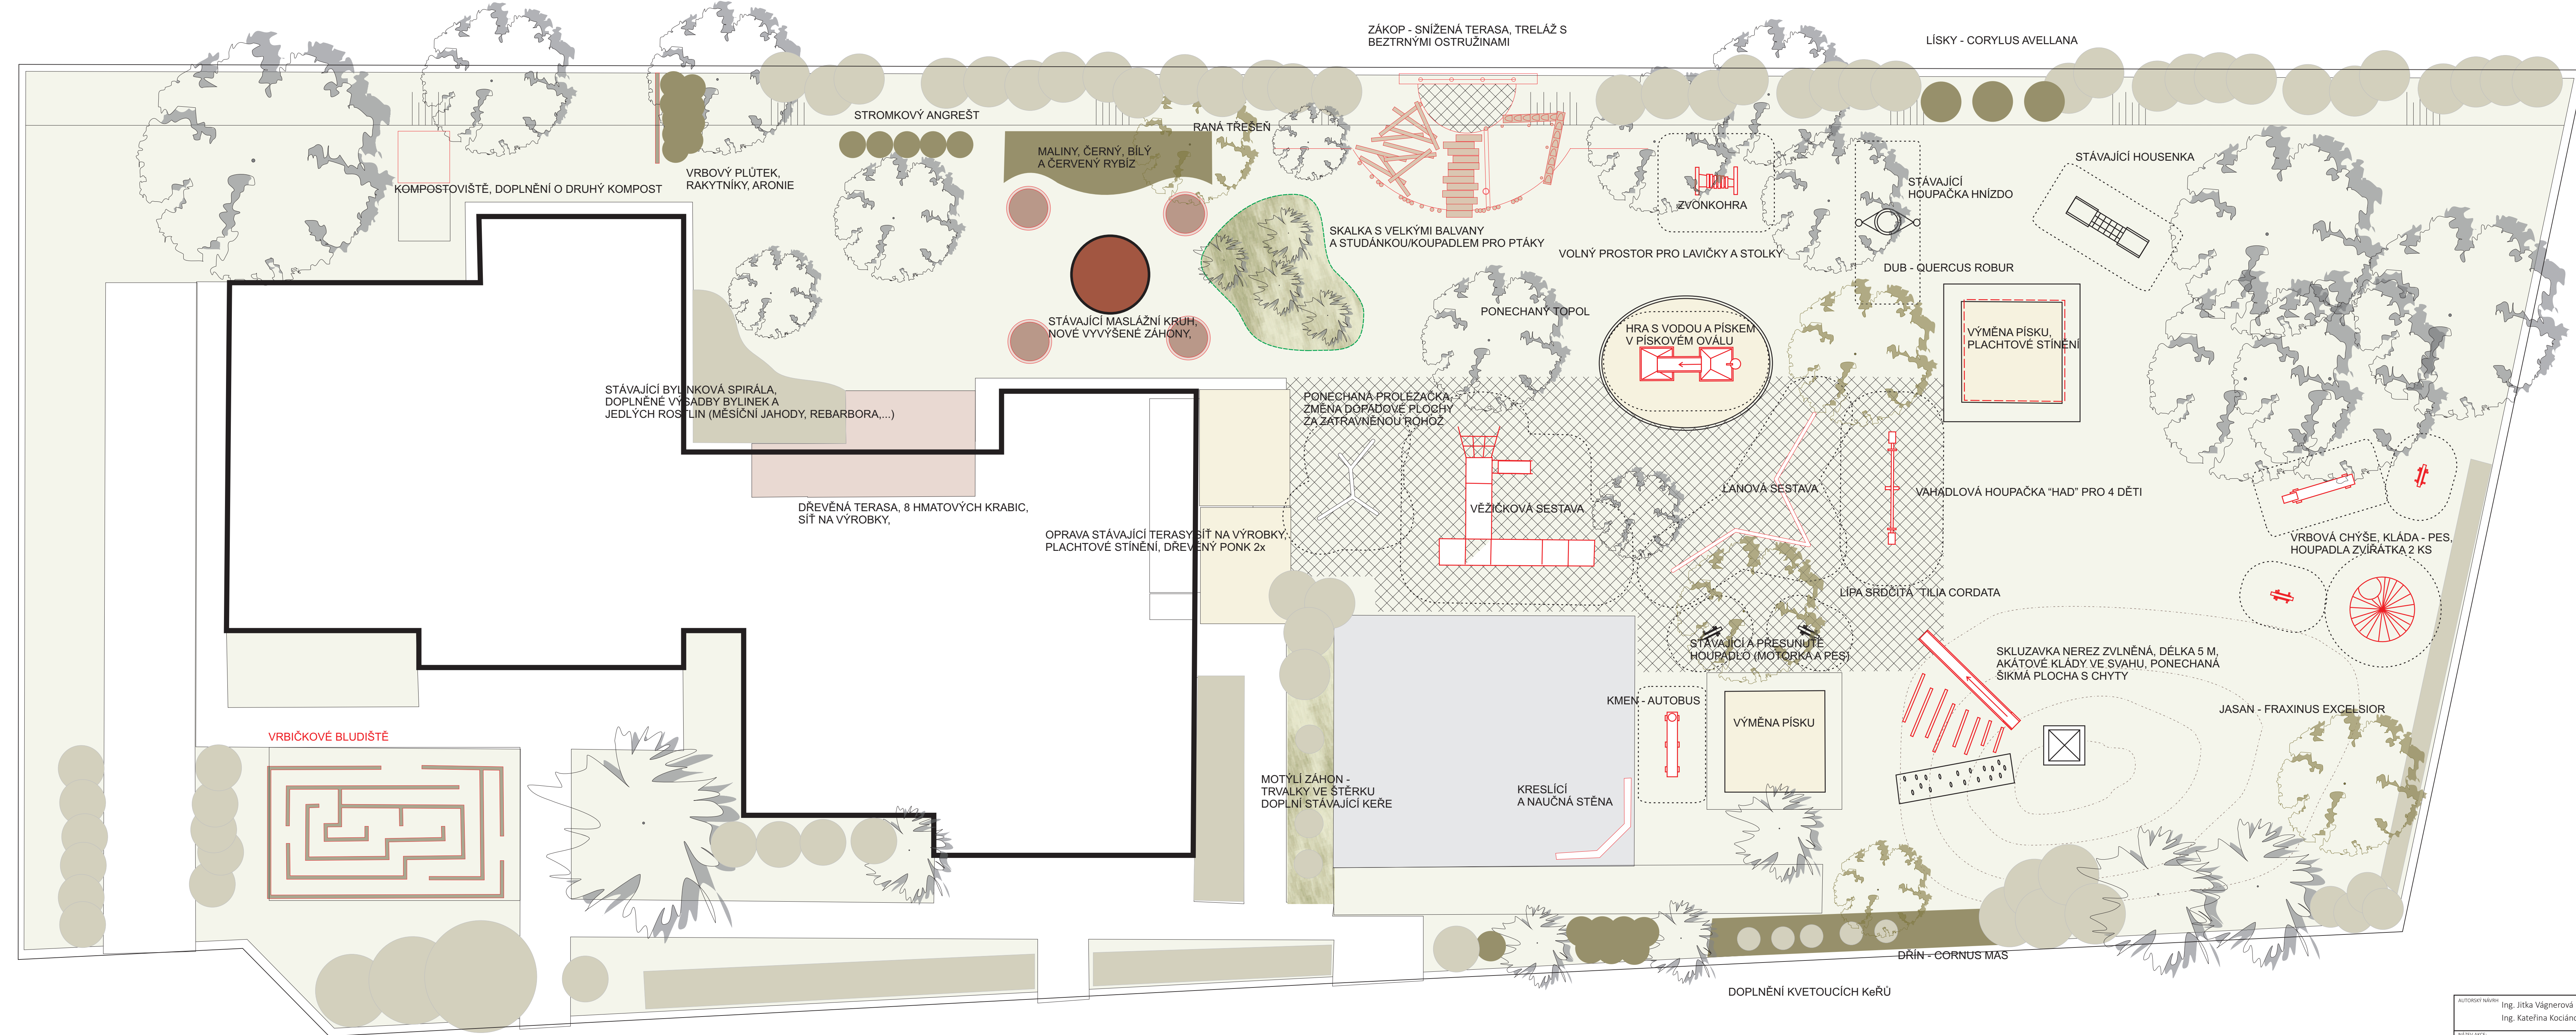 ZÁKOP - SNÍŽENÁ TERASA, TRELÁŽ S
BEZTRNÝMI OSTRUŽINAMI
LÍSKY - CORYLUS AVELLANA
STROMKOVÝ ANGREŠT
RANÁ TŘEŠEŇ
MALINY, ČERNÝ, BÍLÝ
A ČERVENÝ RYBÍZ
VRBOVÝ PLŮTEK,
RAKYTNÍKY, ARONIE
KOMPOSTOVIŠTĚ, DOPLNĚNÍ O DRUHÝ KOMPOST
STÁVAJÍCÍ HOUSENKA
STÁVAJÍCÍ
HOUPAČKA HNÍZDO
ZVONKOHRA
SKALKA S VELKÝMI BALVANY
A STUDÁNKOU/KOUPADLEM PRO PTÁKY
VOLNÝ PROSTOR PRO LAVIČKY A STOLKY
DUB - QUERCUS ROBUR
PONECHANÝ TOPOL
STÁVAJÍCÍ MASLÁŽNÍ KRUH,
NOVÉ VYVÝŠENÉ ZÁHONY,
HRA S VODOU A PÍSKEM
V PÍSKOVÉM OVÁLU
VÝMĚNA PÍSKU,
PLACHTOVÉ STÍNĚNÍ
STÁVAJÍCÍ BYLINKOVÁ SPIRÁLA,
DOPLNĚNÉ VÝSADBY BYLINEK A
JEDLÝCH ROSTLIN (MĚSÍČNÍ JAHODY, REBARBORA,...)
PONECHANÁ PROLÉZAČKA,
ZMĚNA DOPADOVÉ PLOCHY
ZA ZATRAVNĚNOU ROHOŽ
LANOVÁ SESTAVA
VAHADLOVÁ HOUPAČKA "HAD" PRO 4 DĚTI
DŘEVĚNÁ TERASA, 8 HMATOVÝCH KRABIC,
SÍŤ NA VÝROBKY,
VĚŽIČKOVÁ SESTAVA
OPRAVA STÁVAJÍCÍ TERASY SÍŤ NA VÝROBKY,
PLACHTOVÉ STÍNĚNÍ, DŘEVĚNÝ PONK 2x
VRBOVÁ CHÝŠE, KLÁDA - PES,
HOUPADLA ZVÍŘÁTKA 2 KS
LÍPA SRDČITÁ TILIA CORDATA
STÁVAJÍCÍ A PŘESUNUTÉ
HOUPADLO (MOTORKA A PES)
SKLUZAVKA NEREZ ZVLNĚNÁ, DÉLKA 5 M,
AKÁTOVÉ KLÁDY VE SVAHU, PONECHANÁ
ŠIKMÁ PLOCHA S CHYTY
KMEN - AUTOBUS
JASAN - FRAXINUS EXCELSIOR
VÝMĚNA PÍSKU
VRBIČKOVÉ BLUDIŠTĚ
MOTÝLÍ ZÁHON -
TRVALKY VE ŠTĚRKU
DOPLNÍ STÁVAJÍCÍ KEŘE
KRESLÍCÍ
A NAUČNÁ STĚNA
DŘÍN - CORNUS MAS
DOPLNĚNÍ KVETOUCÍCH KeŘŮ
AUTORSKÝ NÁVRH
Ing. Jitka Vágnerová
Ing. Kateřina